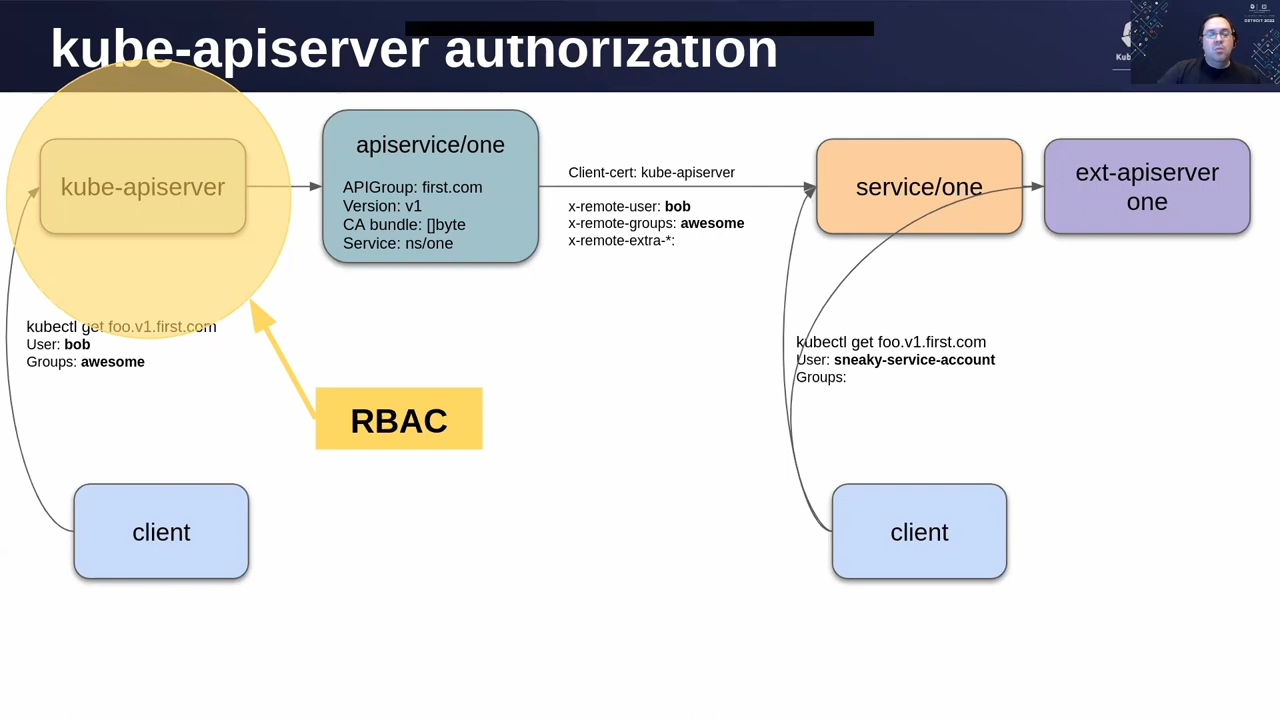 kube-apiserver authorization
Kub
DETROIT 2022
kube-apiserver
apiservice/one
APIGroup: first.com
Version: v1
CA bundle: []byte
Service: ns/one
Client-cert: kube-apiserver
x-remote-user: bob
x-remote-groups: awesome
x-remote-extra-*:
service/one
ext-apiserver
one
kubectl get foo.v1.first.com
User: bob
Groups: awesome
kubectl get foo.v1.first.com
User: sneaky-service-account
Groups:
RBAC
client
client